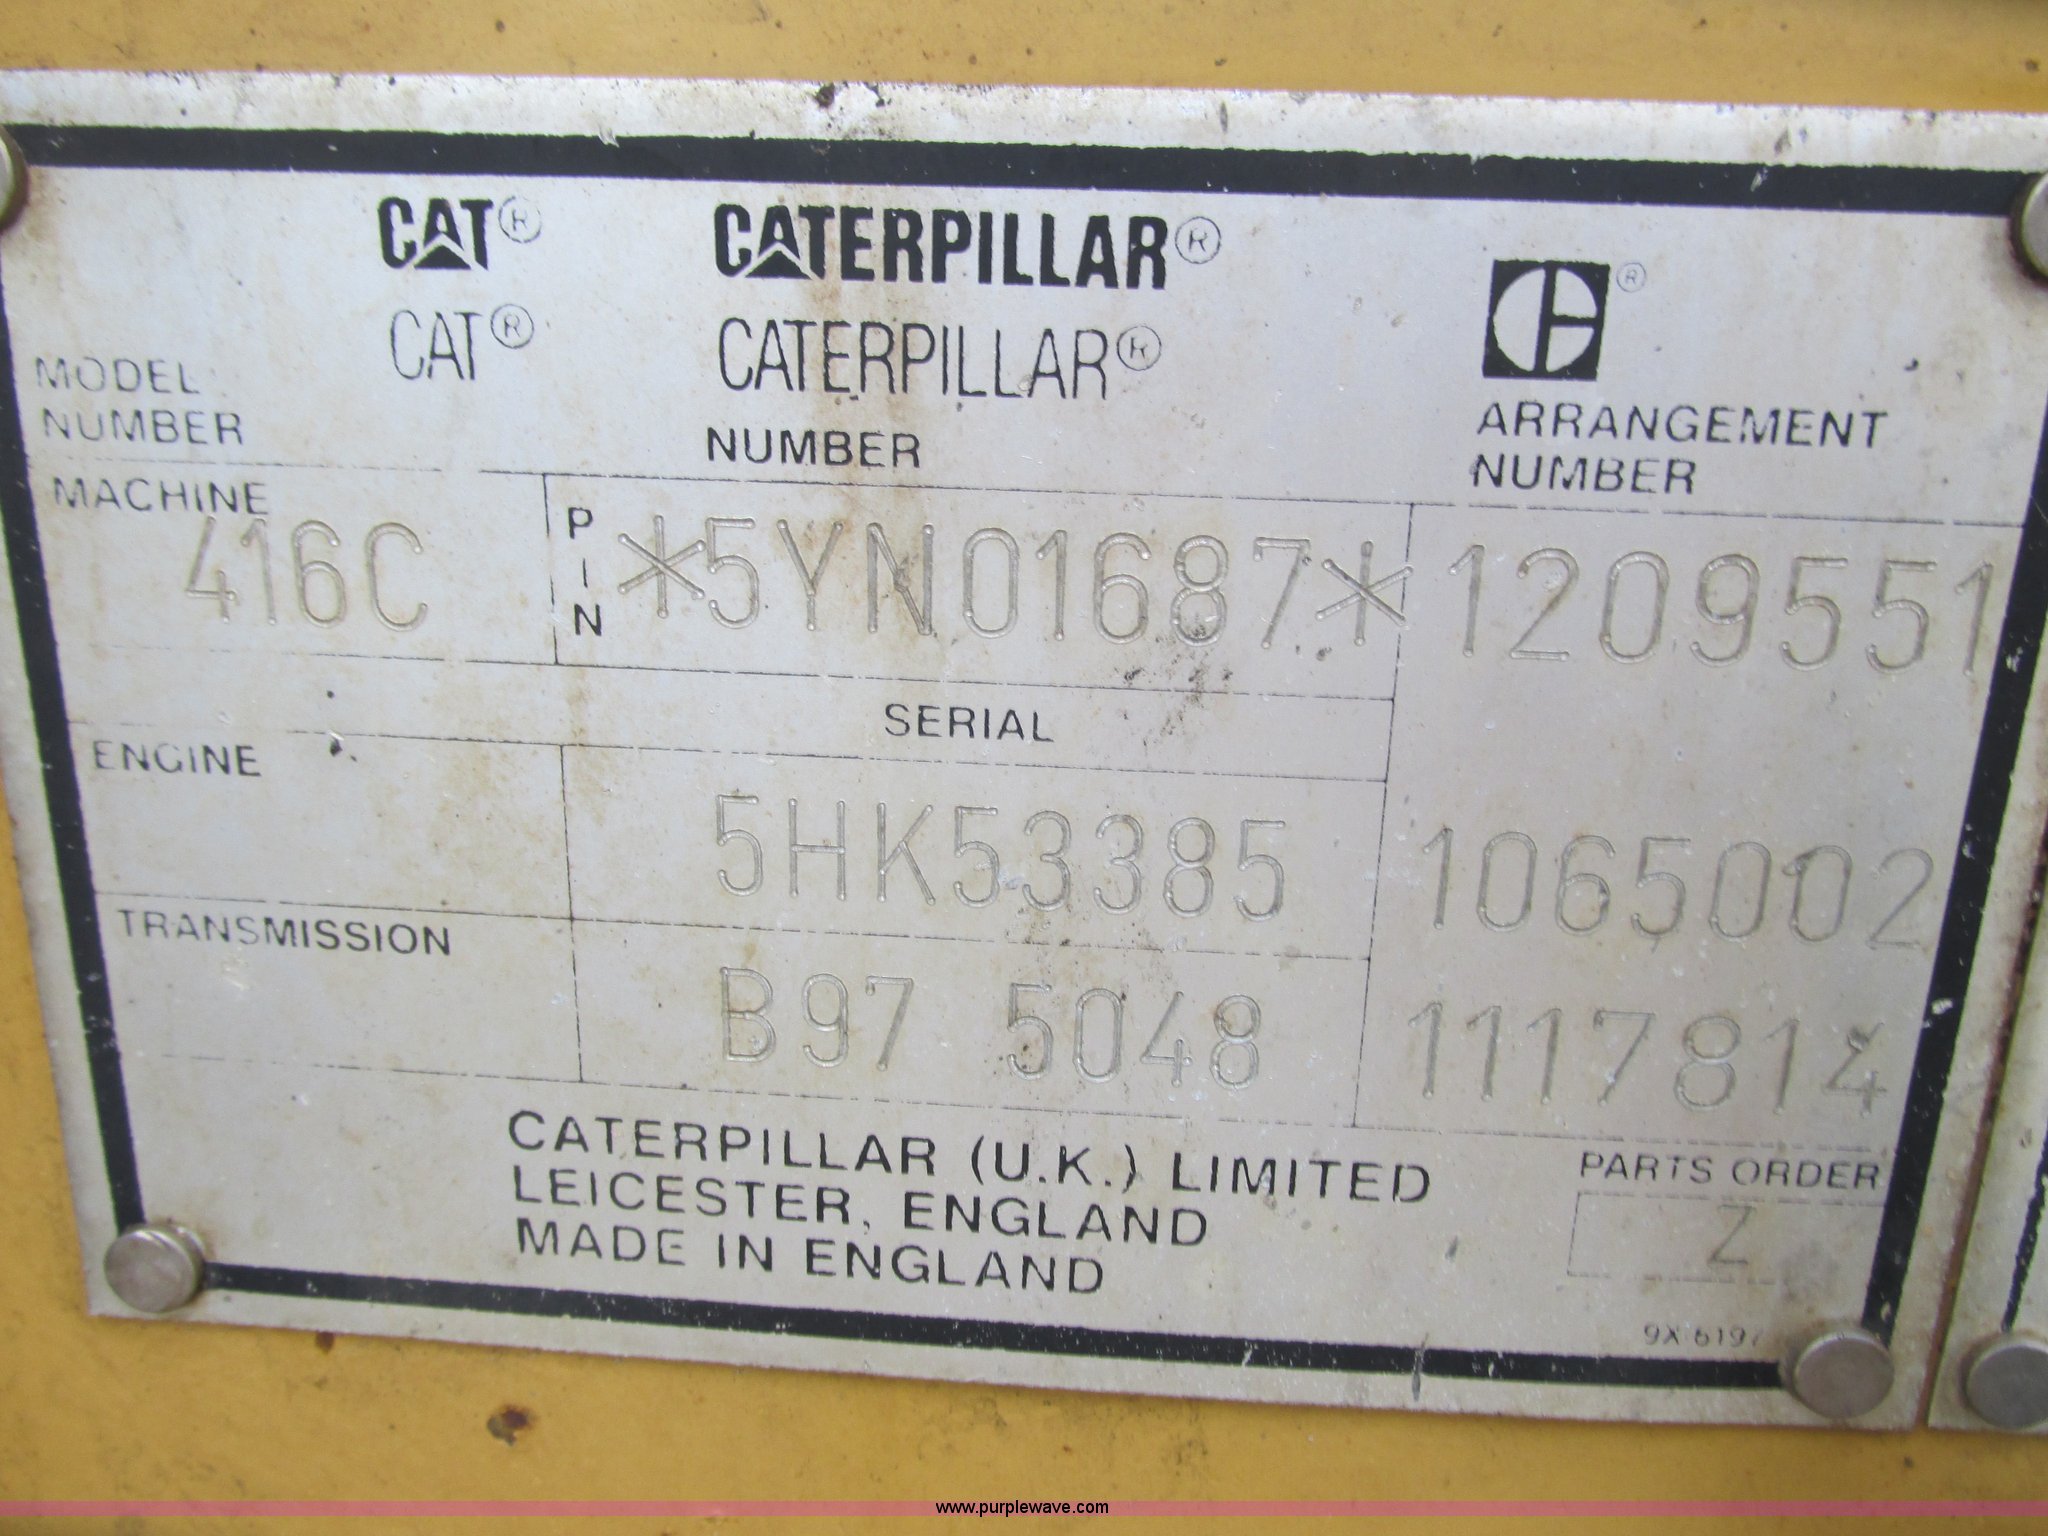 CAT® CATERPILLAR®
CAT® CATERPILLAR®
MODEL
NUMBER
NUMBER
ARRANGEMENT
NUMBER
MACHINE
416C
PIN
*5YN01687*
1209551
SERIAL
ENGINE
5HK53385
1065002
TRANSMISSION
B97 5048
1117814
CATERPILLAR (U.K.) LIMITED
LEICESTER, ENGLAND
MADE IN ENGLAND
PARTS ORDER
Z
www.purplewave.com